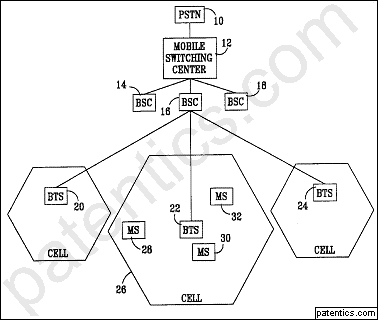 PSTN
10
12
MOBILE
SWITCHING
CENTER
14
18
BSC
16
BSC
BSC
BTS
20
CELL
MS
32
22
BTS
MS
28
MS
30
26
CELL
BTS
24
CELL
patentics.com
patentics.com